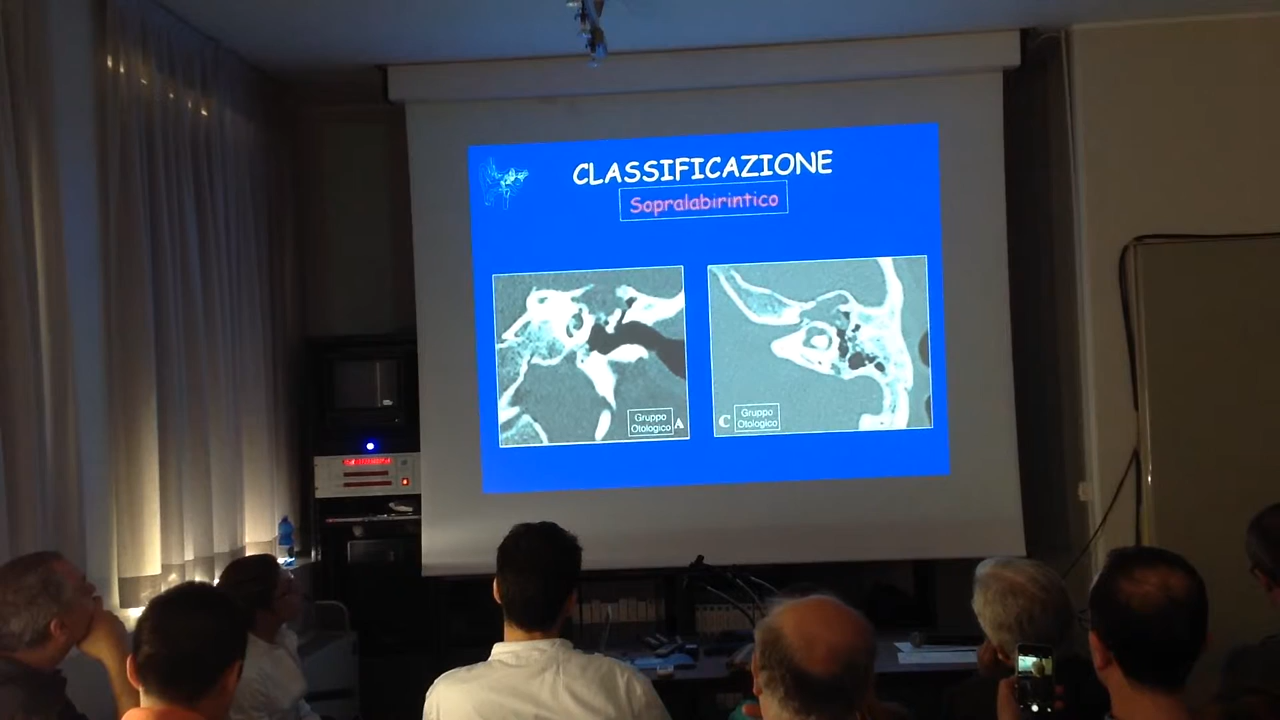 CLASSIFICAZIONE
Sopralabirintico
Gruppo
Otologico
A
C
Gruppo
Otologico